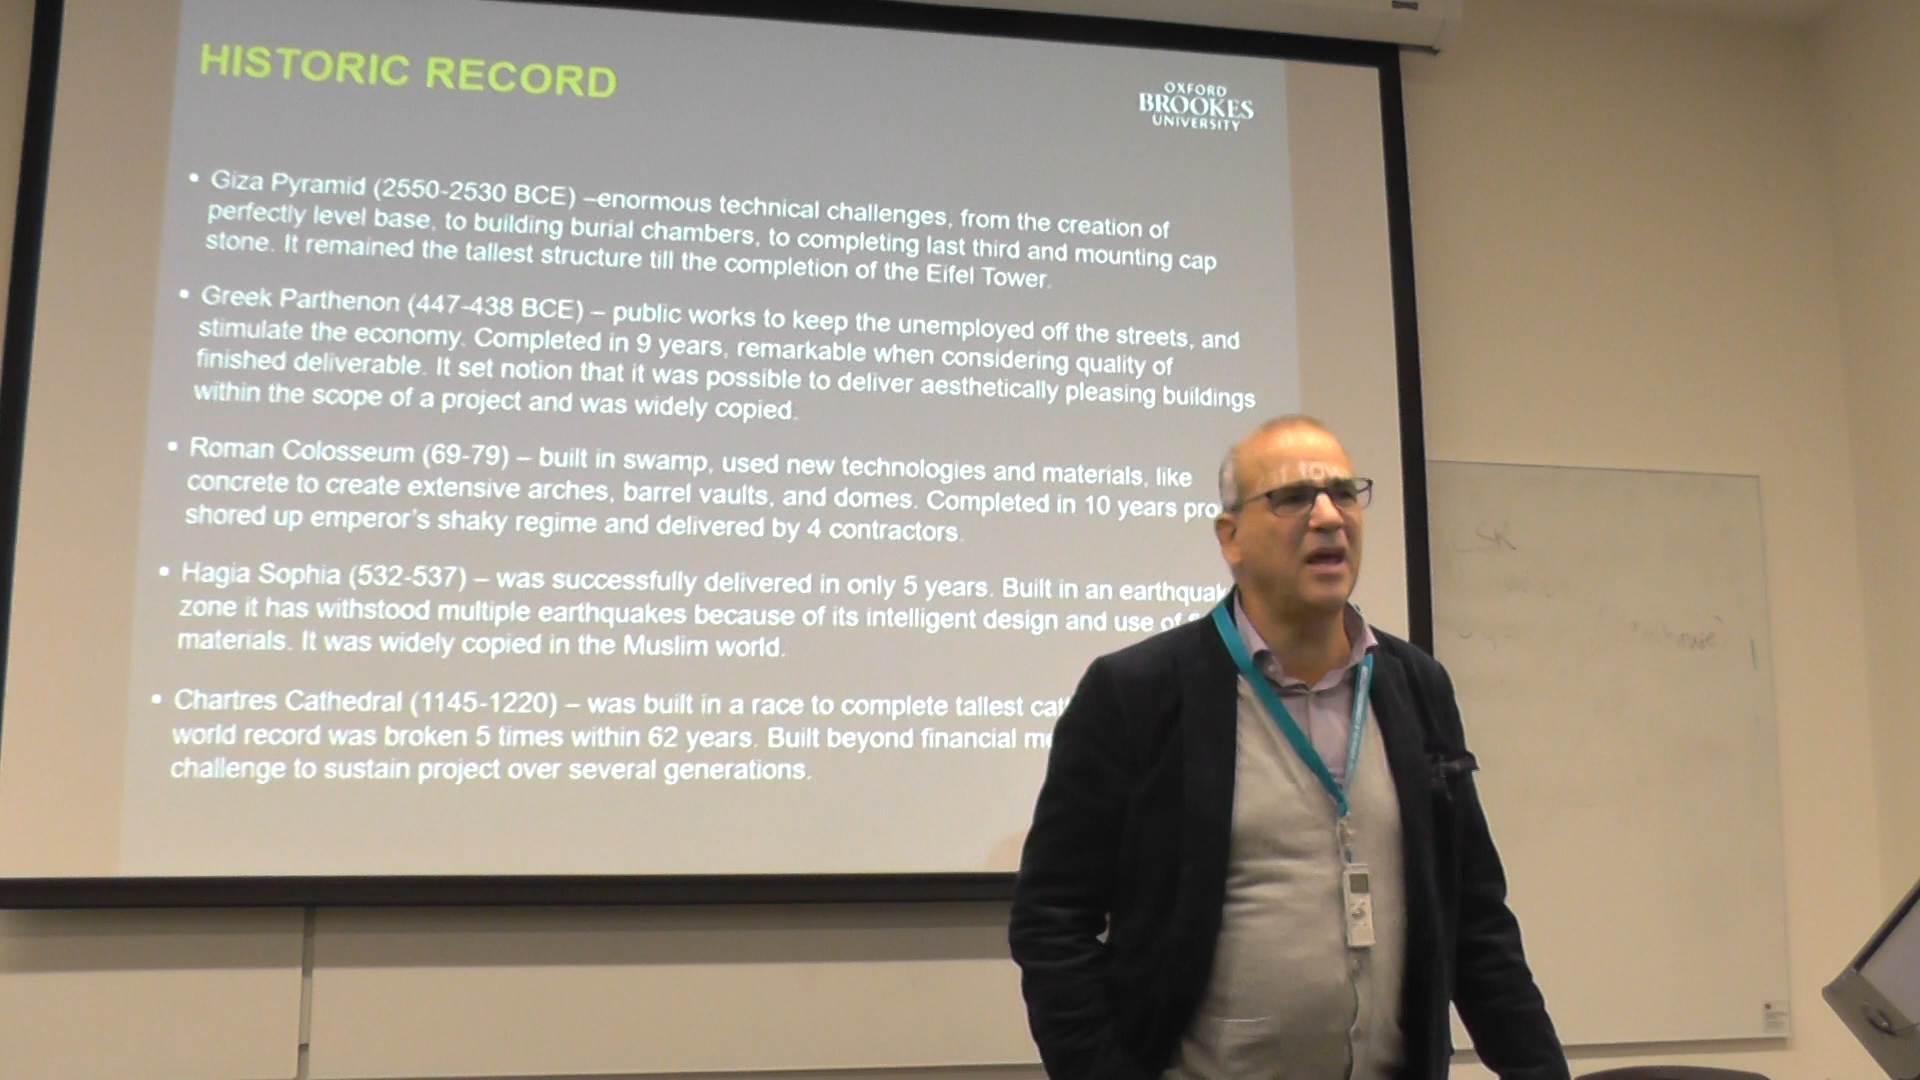 HISTORIC RECORD
OXFORD
BROOKES
UNIVERSITY
• Giza Pyramid (2550-2530 BCE) –enormous technical challenges, from the creation of
perfectly level base, to building burial chambers, to completing last third and mounting cap
stone. It remained the tallest structure till the completion of the Eifel Tower.
• Greek Parthenon (447-438 BCE) – public works to keep the unemployed off the streets, and
stimulate the economy. Completed in 9 years, remarkable when considering quality of
finished deliverable. It set notion that it was possible to deliver aesthetically pleasing buildings
within the scope of a project and was widely copied.
• Roman Colosseum (69-79) – built in swamp, used new technologies and materials, like
concrete to create extensive arches, barrel vaults, and domes. Completed in 10 years pro
shored up emperor's shaky regime and delivered by 4 contractors.
• Hagia Sophia (532-537) – was successfully delivered in only 5 years. Built in an earthquak
zone it has withstood multiple earthquakes because of its intelligent design and use of
materials. It was widely copied in the Muslim world.
• Chartres Cathedral (1145-1220) – was built in a race to complete tallest cat
world record was broken 5 times within 62 years. Built beyond financial me
challenge to sustain project over several generations.